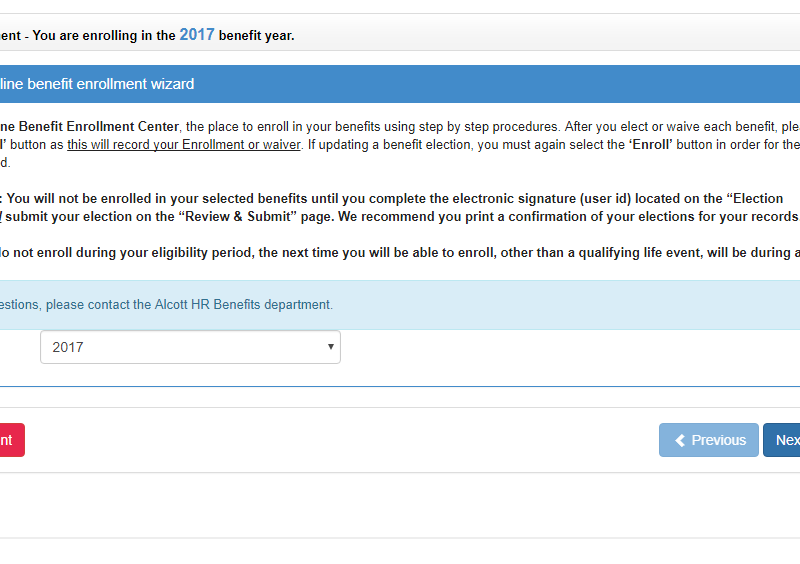 ent - You are enrolling in the 2017 benefit year.
line benefit enrollment wizard
ne Benefit Enrollment Center, the place to enroll in your benefits using step by step procedures. After you elect or waive each benefit, ple
l' button as this will record your Enrollment or waiver. If updating a benefit election, you must again select the ‘Enroll’ button in order for the
d.
: You will not be enrolled in your selected benefits until you complete the electronic signature (user id) located on the “Election
submit your election on the “Review & Submit” page. We recommend you print a confirmation of your elections for your records
o not enroll during your eligibility period, the next time you will be able to enroll, other than a qualifying life event, will be during a
estions, please contact the Alcott HR Benefits department.
2017
nt
Previous
Nex